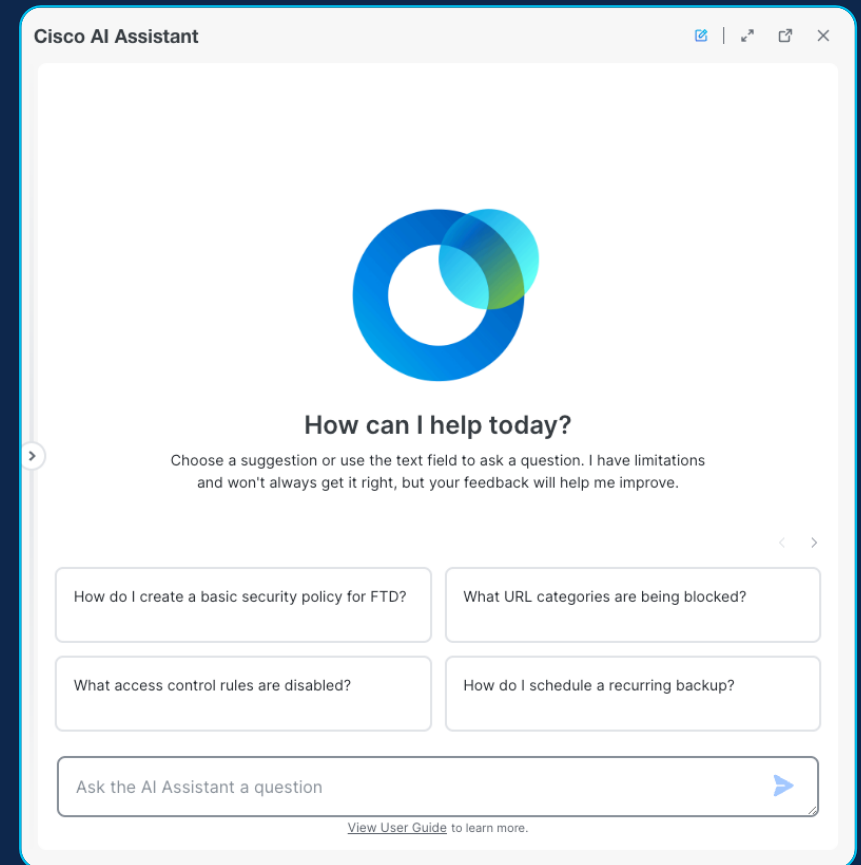 Cisco AI Assistant
How can I help today?
Choose a suggestion or use the text field to ask a question. I have limitations
and won't always get it right, but your feedback will help me improve.
How do I create a basic security policy for FTD?
What URL categories are being blocked?
What access control rules are disabled?
How do I schedule a recurring backup?
Ask the AI Assistant a question
View User Guide to learn more.